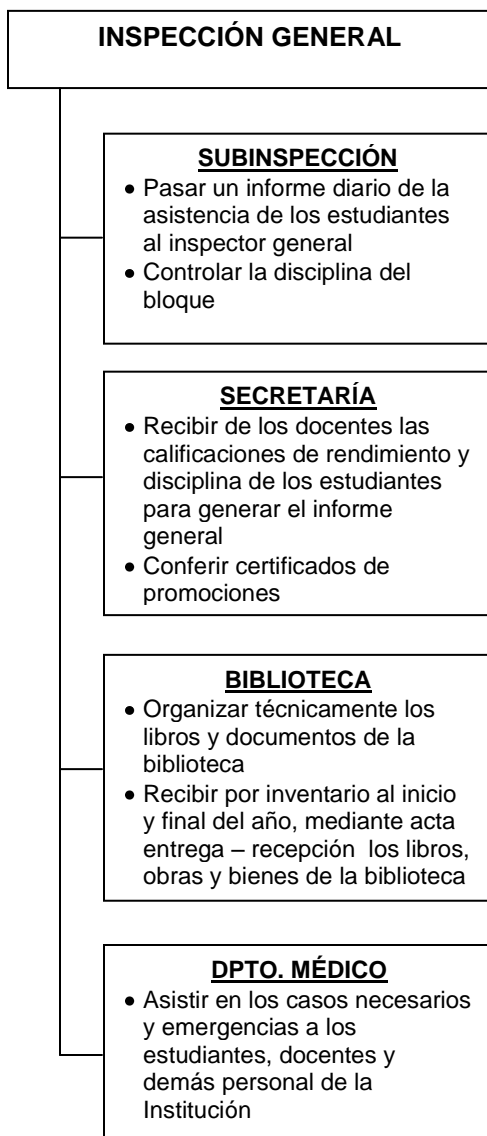 INSPECCIÓN GENERAL
SUBINSPECCIÓN
• Pasar un informe diario de la
asistencia de los estudiantes
al inspector general
• Controlar la disciplina del
bloque
SECRETARÍA
• Recibir de los docentes las
calificaciones de rendimiento y
disciplina de los estudiantes
para generar el informe
general
• Conferir certificados de
promociones
BIBLIOTECA
• Organizar técnicamente los
libros y documentos de la
biblioteca
• Recibir por inventario al inicio
y final del año, mediante acta
entrega – recepción los libros,
obras y bienes de la biblioteca
DPTO. MÉDICO
• Asistir en los casos necesarios
y emergencias a los
estudiantes, docentes y
demás personal de la
Institución